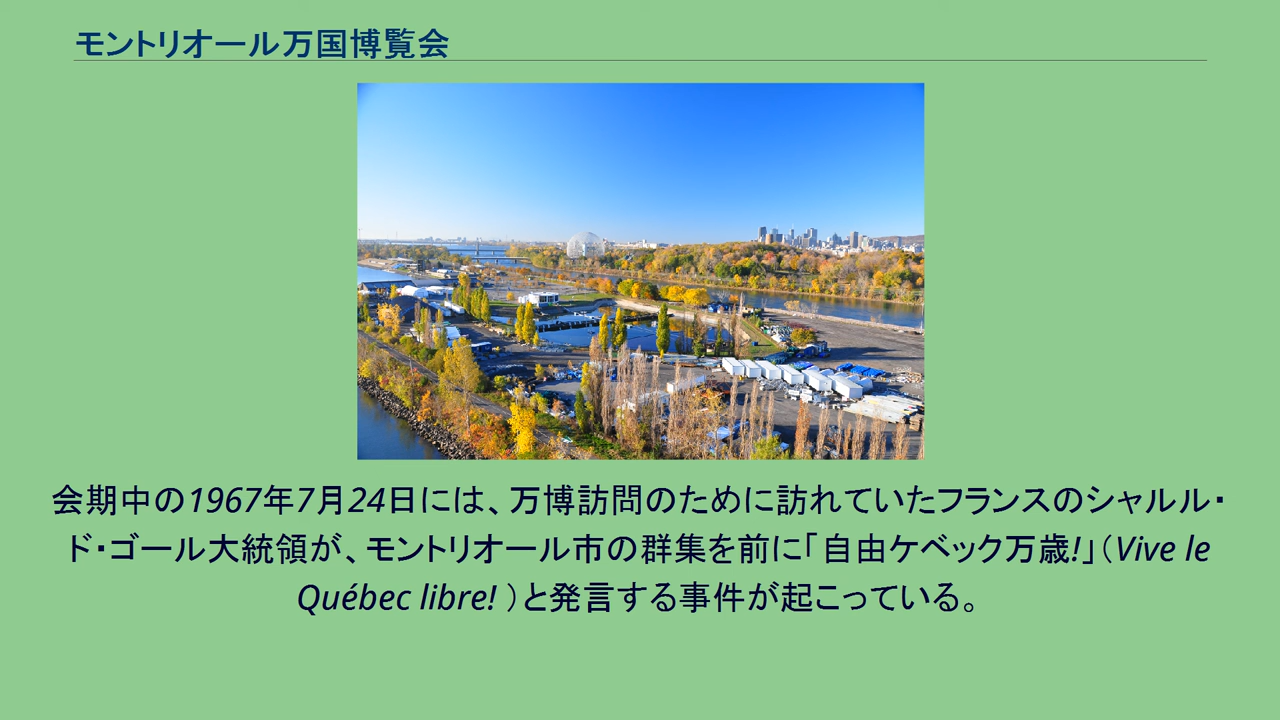 モントリオール万国博覧会
会期中の1967年7月24日には、万博訪問のために訪れていたフランスのシャルル・
ド・ゴール大統領が、モントリオール市の群集を前に「自由ケベック万歳!」（Vive le
Québec libre! ）と発言する事件が起こっている。